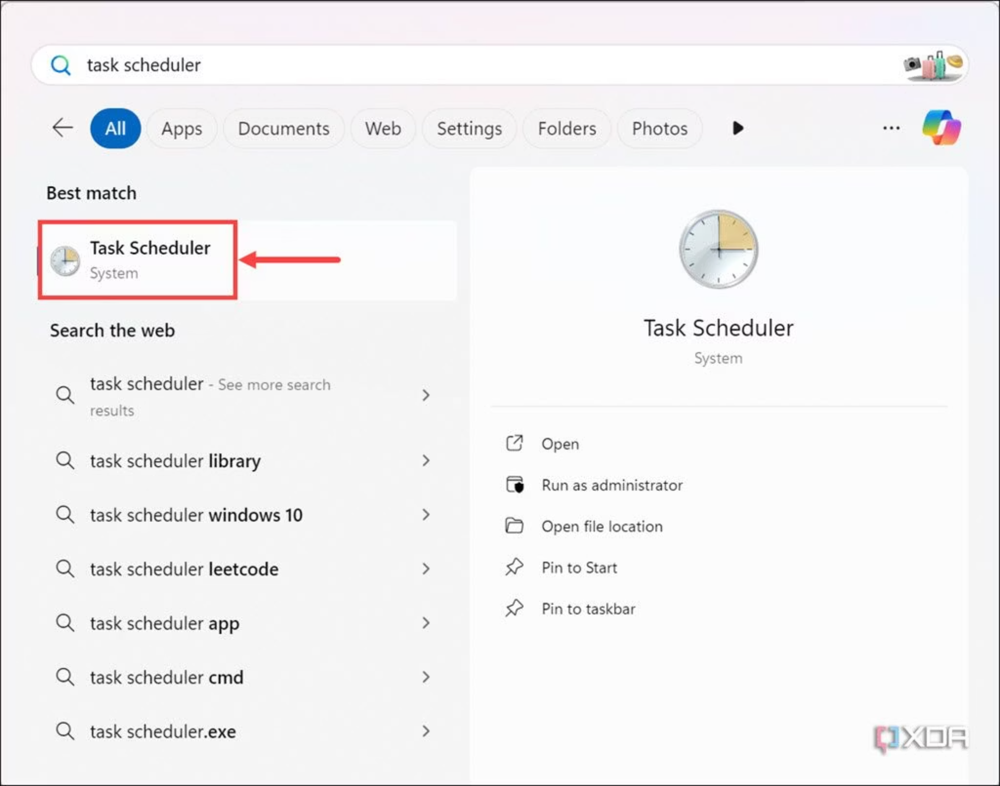 task scheduler
All Apps Documents Web Settings Folders Photos
Best match
Task Scheduler
System
Search the web
task scheduler - See more search
results
task scheduler library
task scheduler windows 10
task scheduler leetcode
task scheduler app
task scheduler cmd
task scheduler.exe
Task Scheduler
System
Open
Run as administrator
Open file location
Pin to Start
Pin to taskbar
XDA